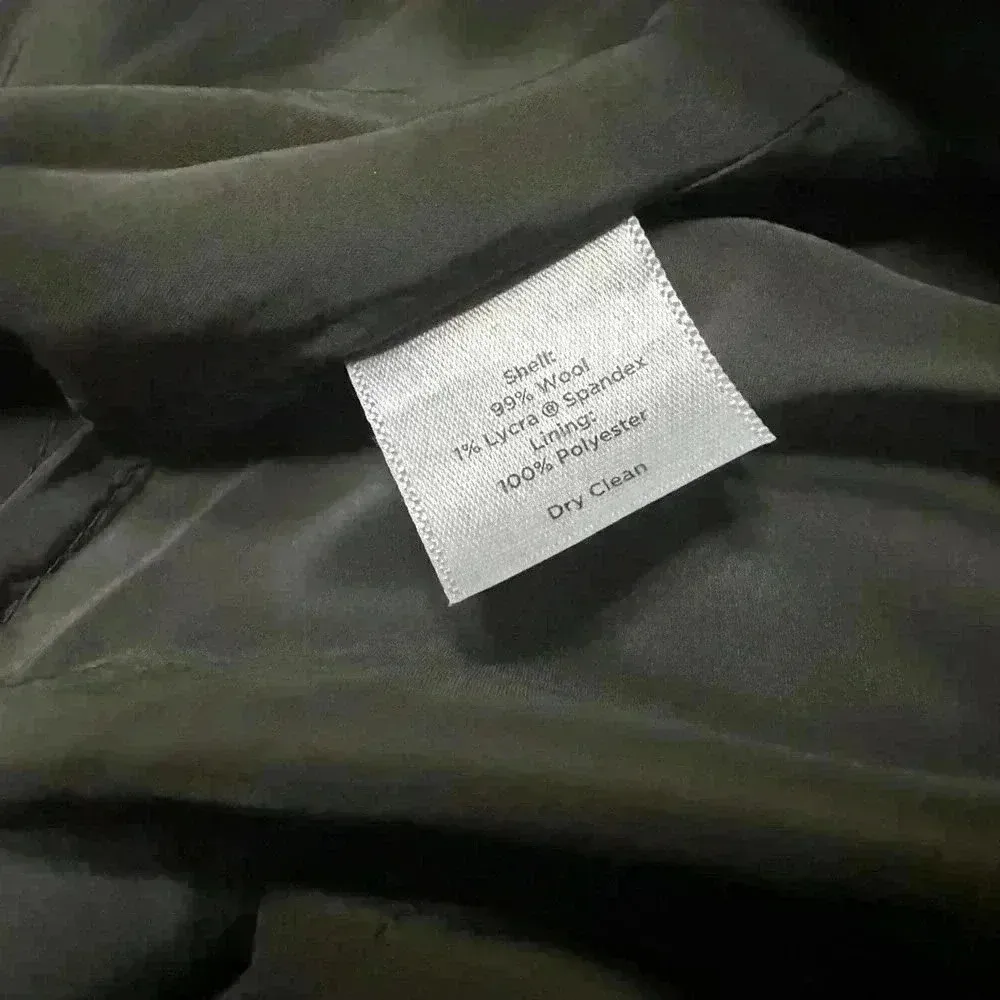 Shell:
99% Wool
1% Lycra ® Spandex
Lining:
100% Polyester
Dry Clean